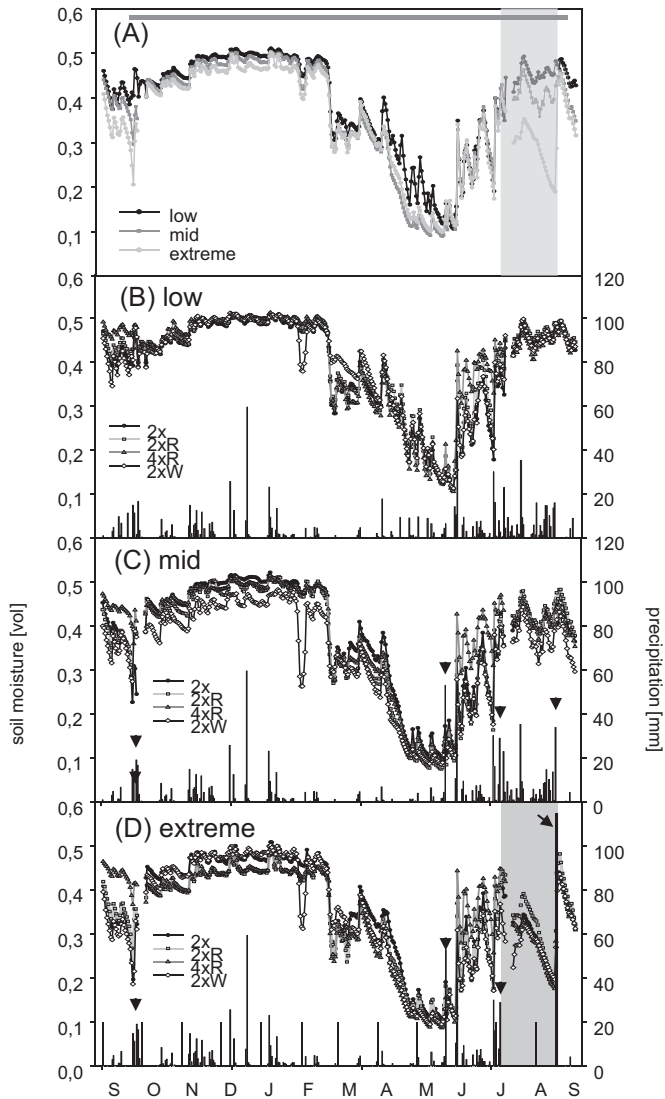 0,6
(A)
0,5
0,4
0,3
0,2
low
mid
extreme
0,1
0,6
120
(B) low
0,5
100
0,4
80
0,3
60
2x
2xR
4xR
2xW
0,2
40
0,1
20
0,6
120
(C) mid
0,5
100
0,4
80
soil moisture [vol]
precipitation [mm]
0,3
60
2x
2xR
4xR
2xW
0,2
40
0,1
20
0,6
0
(D) extreme
0,5
100
0,4
80
0,3
60
2x
2xR
4xR
2xW
0,2
40
0,1
20
0,0
0
S O N D J F M A M J J A S